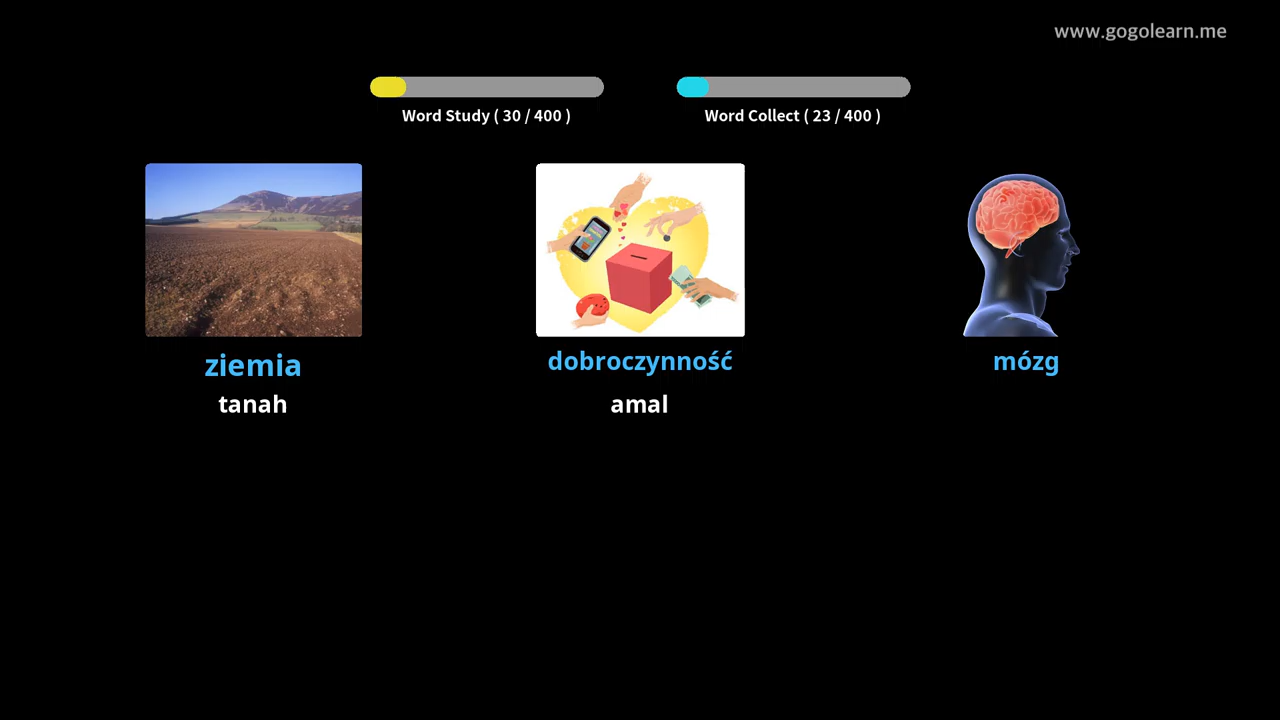 www.gogolearn.me
Word Study ( 30 / 400 )
Word Collect ( 23 / 400 )
ziemia
dobroczynność
mózg
tanah
amal